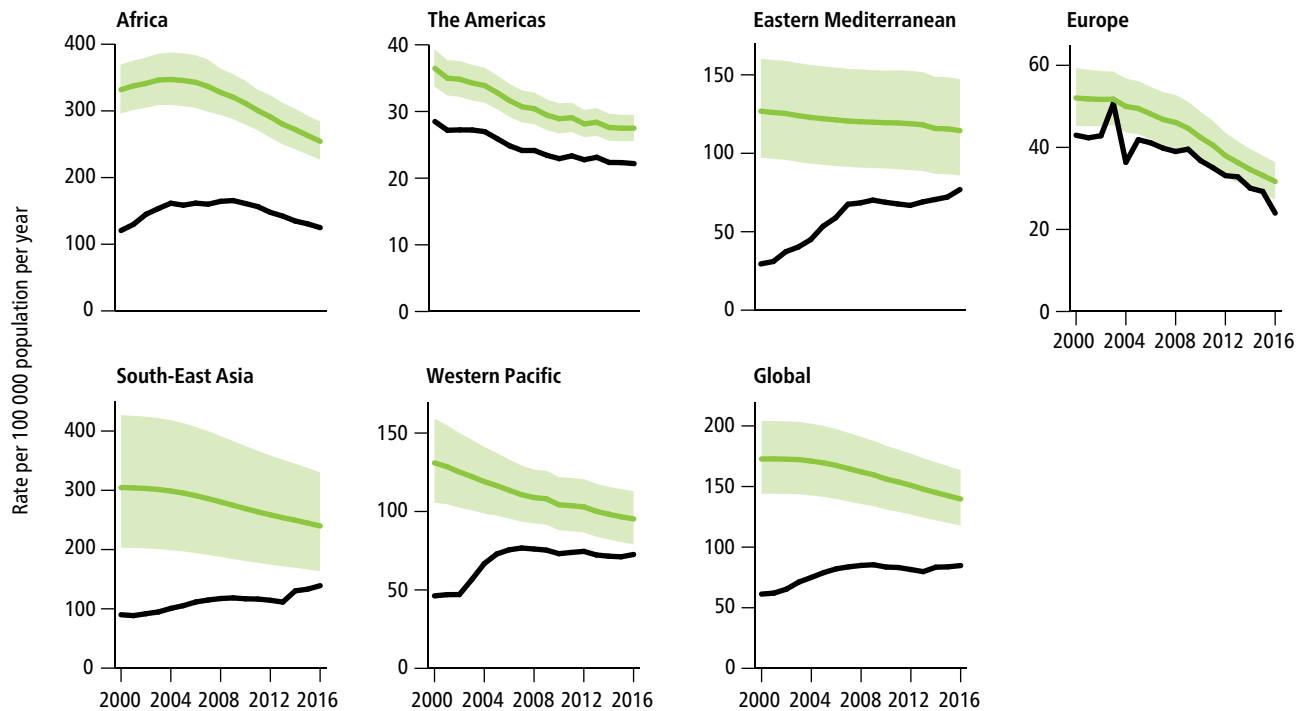 Rate per 100 000 population per year
Africa
400
300
200
100
0
The Americas
40
30
20
10
0
Eastern Mediterranean
150
100
50
0
Europe
60
40
20
0
2000 2004 2008 2012 2016
South-East Asia
400
300
200
100
0
2000 2004 2008 2012 2016
Western Pacific
150
100
50
0
2000 2004 2008 2012 2016
Global
200
150
100
50
0
2000 2004 2008 2012 2016